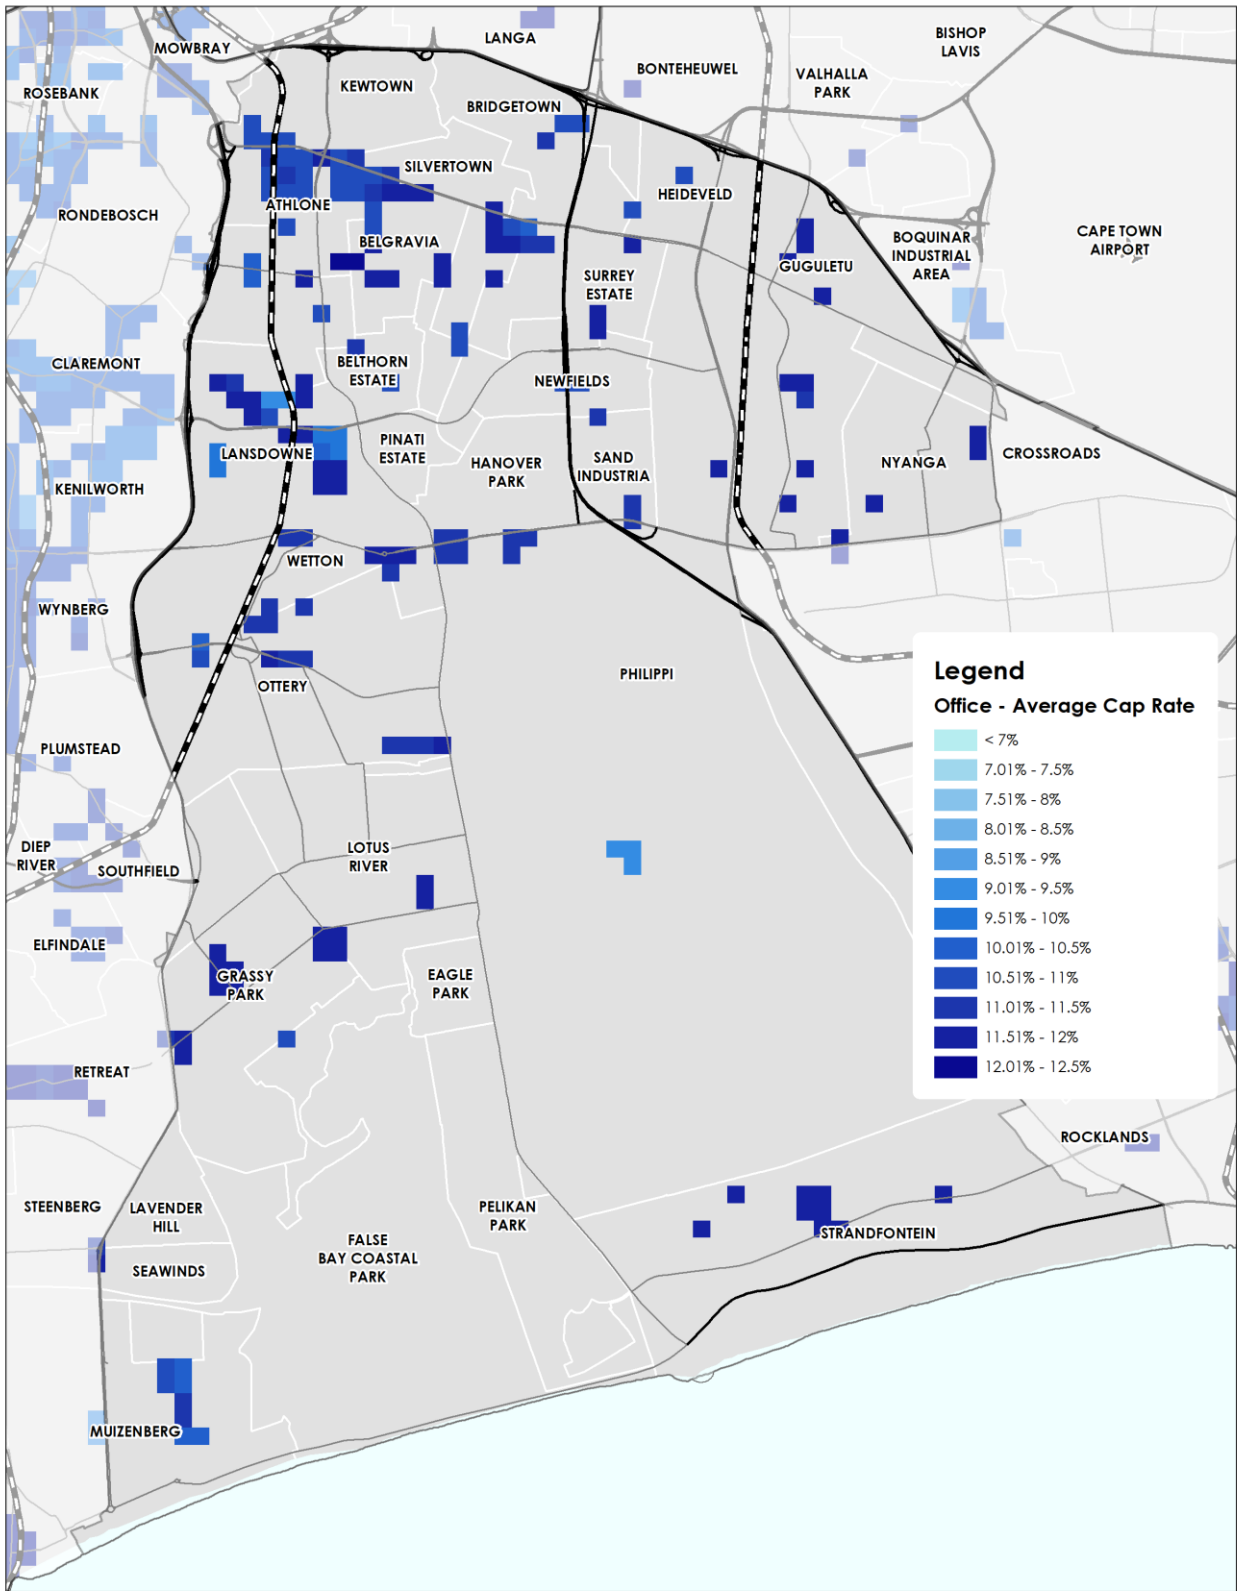 LANGA
BISHOP
LAVIS
MOWBRAY
BONTEHEUWEL
VALHALLA
PARK
KEWTOWN
ROSEBANK
BRIDGETOWN
SILVERTOWN
HEIDEVELD
ATHLONE
RONDEBOSCH
BELGRAVIA
BOQUINAR
INDUSTRIAL
AREA
CAPE TOWN
AIRPORT
GUGULETU
SURREY
ESTATE
CLAREMONT
BELTHORN
ESTATE
NEWFIELDS
PINATI
ESTATE
LANSDOWNE
HANOVER
PARK
SAND
INDUSTRIA
NYANGA
CROSSROADS
KENILWORTH
WETTON
WYNBERG
PHILIPPI
OTTERY
PLUMSTEAD
DIEP
RIVER
SOUTHFIELD
LOTUS
RIVER
ELFINDALE
GRASSY
PARK
EAGLE
PARK
RETREAT
ROCKLANDS
STEENBERG
LAVENDER
HILL
PELIKAN
PARK
STRANDFONTEIN
FALSE
BAY COASTAL
PARK
SEAWINDS
MUIZENBERG
Legend
Office - Average Cap Rate
< 7%
7.01% - 7.5%
7.51% - 8%
8.01% - 8.5%
8.51% - 9%
9.01% - 9.5%
9.51% - 10%
10.01% - 10.5%
10.51% - 11%
11.01% - 11.5%
11.51% - 12%
12.01% - 12.5%